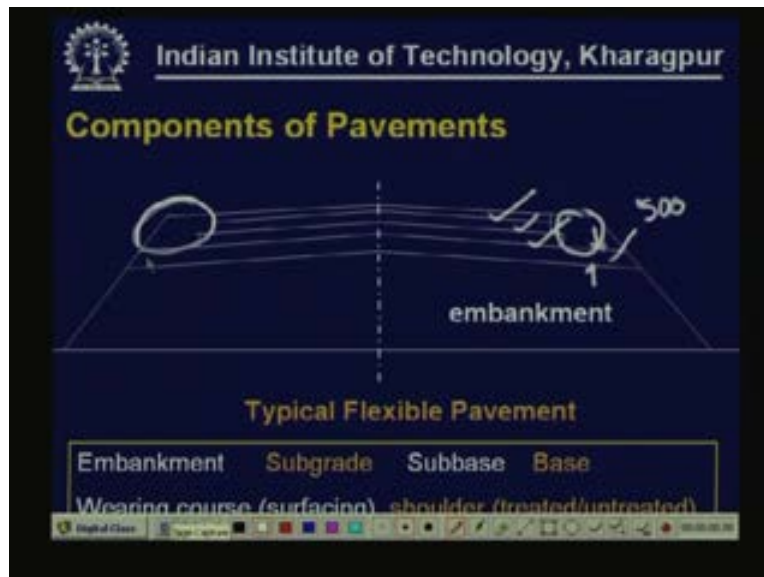 Indian Institute of Technology, Kharagpur
Components of Pavements
500
1
embankment
Typical Flexible Pavement
Embankment Subgrade Subbase Base
Wearing course (surfacing) shoulder (treated/untreated)